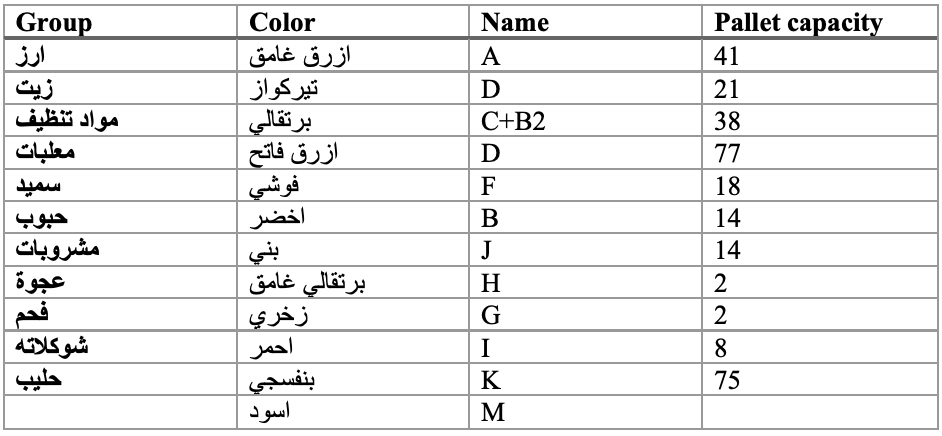 Group Color Name Pallet capacity
ارز ازرق غامق A 41
زيت تيركواز D 21
مواد تنظيف برتقالي C+B2 38
معلبات ازرق فاتح D 77
سميد فوشي F 18
حبوب اخضر B 14
مشروبات بني J 14
عجوة برتقالي غامق H 2
فحم زخري G 2
شوكلاته احمر I 8
حليب بنفسجي K 75
اسود M